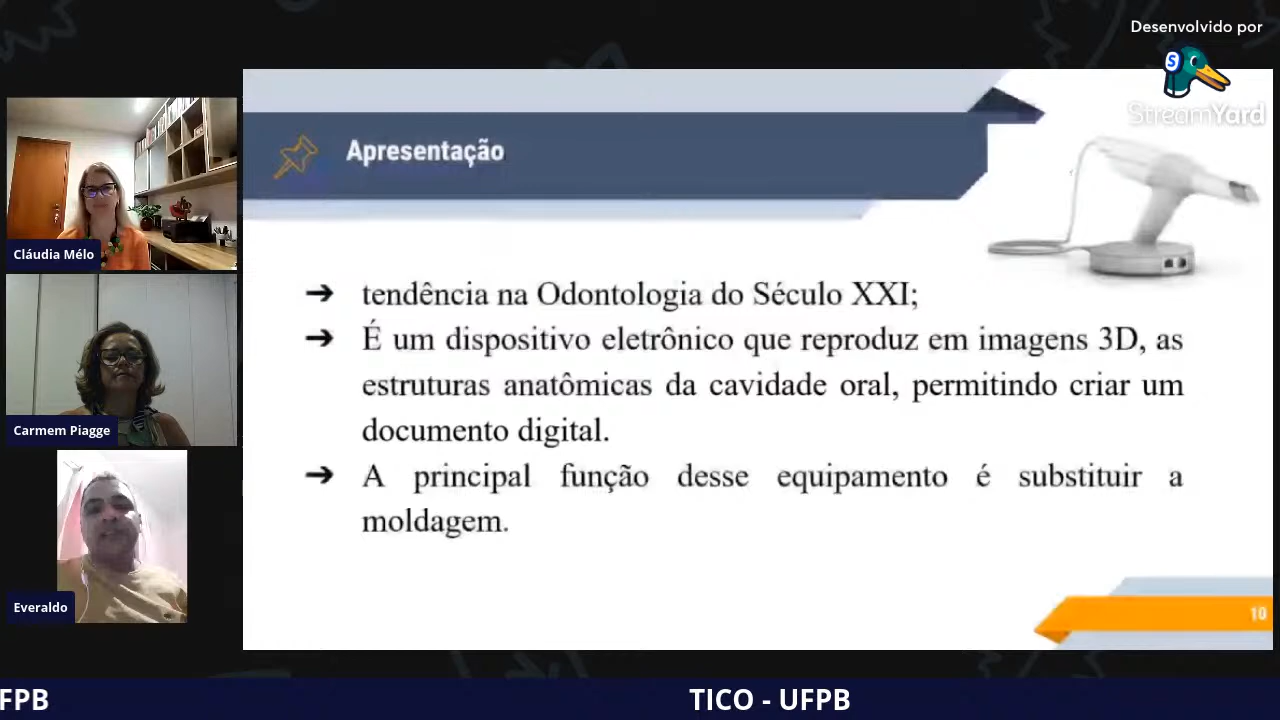 Desenvolvido por
S
StreamYard
Apresentação
Cláudia Mélo
Carmem Piagge
Everaldo
➔ tendência na Odontologia do Século XXI;
➔ É um dispositivo eletrônico que reproduz em imagens 3D, as
estruturas anatômicas da cavidade oral, permitindo criar um
documento digital.
➔ A principal função desse equipamento é substituir a
moldagem.
10
FPB
TICO - UFPB